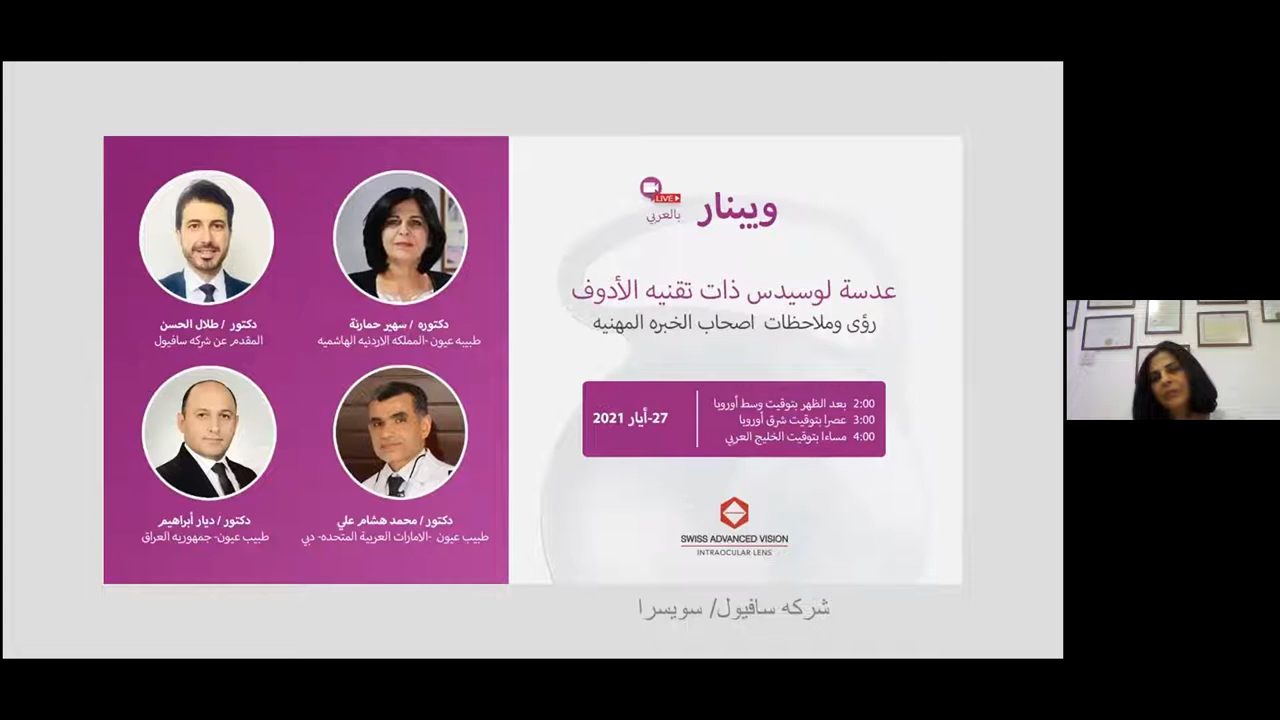 ويبنار
LIVE
بالعربي
عدسة لوسيدس ذات تقنيه الأدوف
رؤى وملاحظات اصحاب الخبره المهنيه
2:00 بعد الظهر بتوقيت وسط أوروبا
3:00 عصرا بتوقيت شرق أوروبا
4:00 مساءا بتوقيت الخليج العربي
27-أيار 2021
SWISS ADVANCED VISION
INTRAOCULAR LENS
دكتوره / سهير حمارنة
طبيبه عيون -المملكه الاردنيه الهاشميه
دكتور / طلال الحسن
المقدم عن شركه سافيول
دكتور / محمد هشام علي
طبيب عيون -الامارات العربية المتحده- دبي
دكتور / ديار أبراهيم
طبيب عيون- جمهوريه العراق
شركه سافيول/ سويسرا